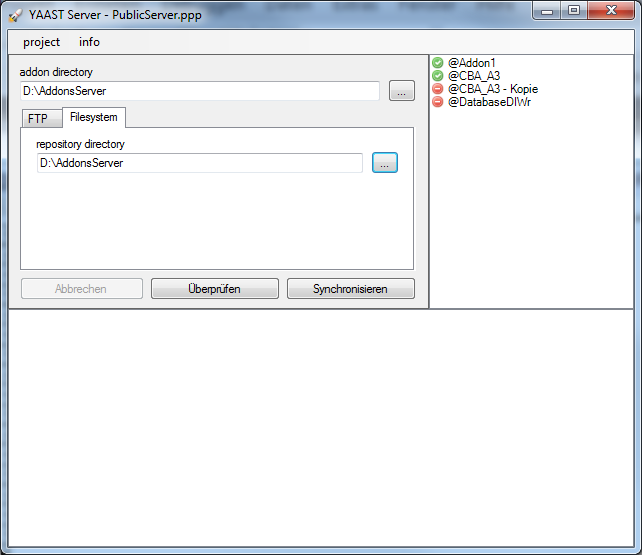 YAAST Server - PublicServer.ppp
project info
addon directory
D:\AddonsServer ...
FTP Filesystem
repository directory
D:\AddonsServer ...
Abbrechen Überprüfen Synchronisieren
@Addon1
@CBA_A3
@CBA_A3 - Kopie
@DatabaseDlWr